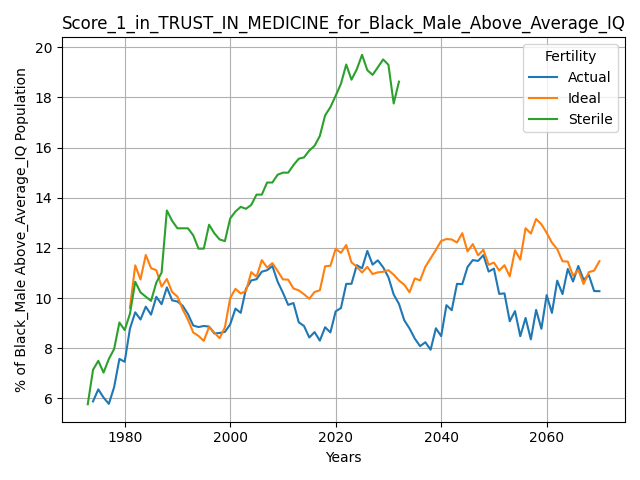 Score_1_in_TRUST_IN_MEDICINE_for_Black_Male_Above_Average_IQ
% of Black_Male Above_Average_IQ Population
20
18
16
14
12
10
8
6
Fertility
Actual
Ideal
Sterile
1980 2000 2020 2040 2060
Years